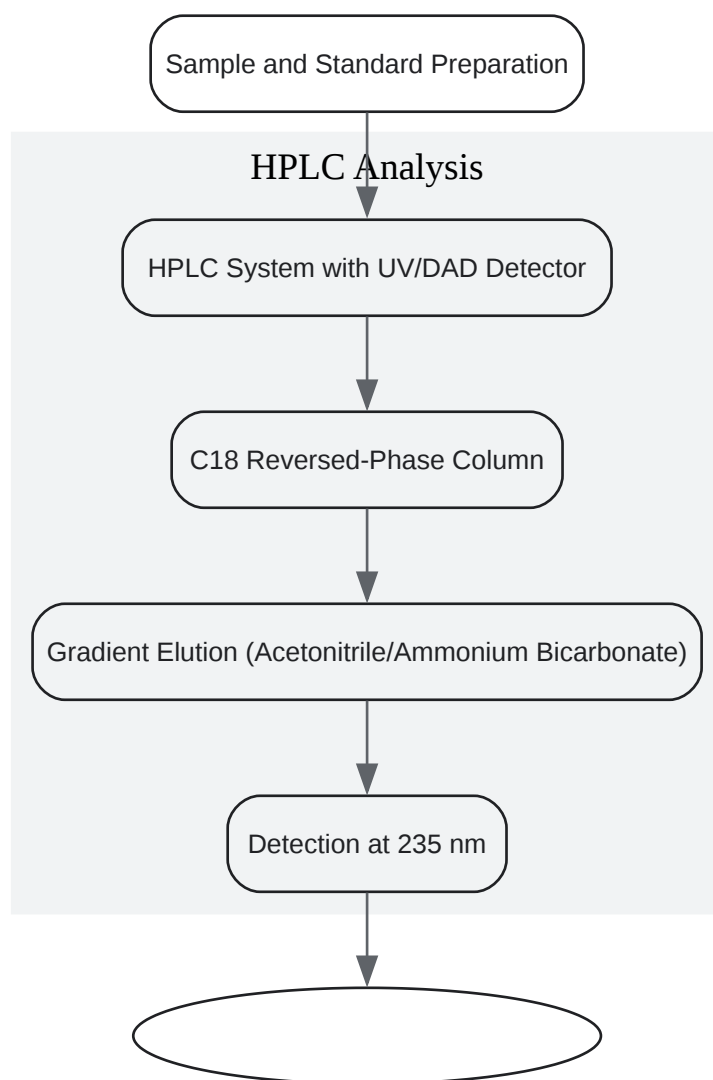 Sample and Standard Preparation
HPLC Analysis
HPLC System with UV/DAD Detector
C18 Reversed-Phase Column
Gradient Elution (Acetonitrile/Ammonium Bicarbonate)
Detection at 235 nm